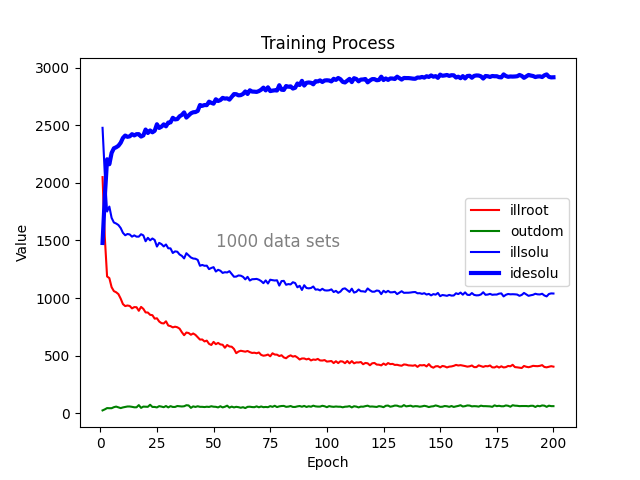 Training Process
Value
3000
2500
2000
1500
1000
500
0
1000 data sets
illroot
outdom
illsolu
idesolu
0 25 50 75 100 125 150 175 200
Epoch